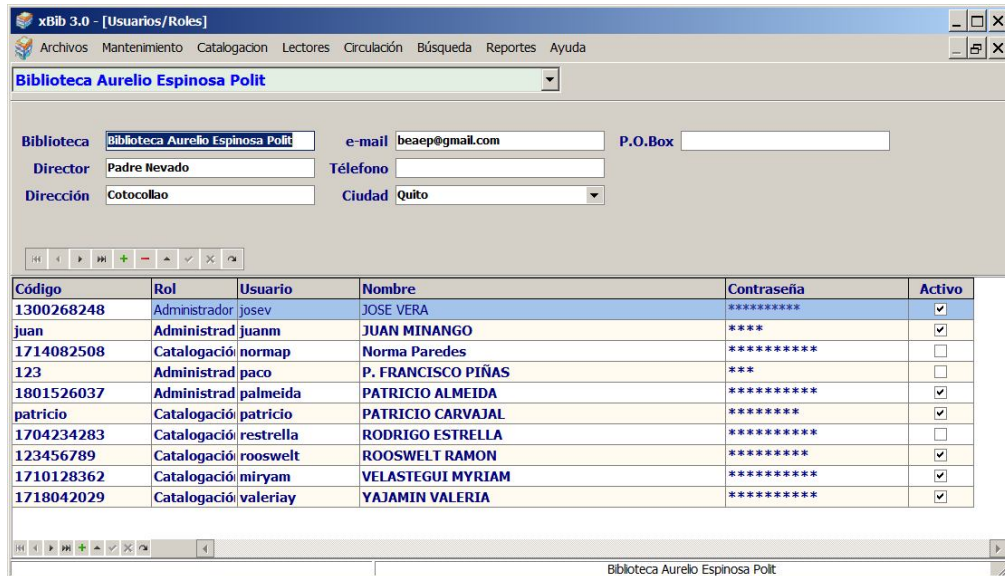 xBib 3.0 - [Usuarios/Roles]
Archivos Mantenimiento Catalogacion Lectores Circulación Búsqueda Reportes Ayuda
Biblioteca Aurelio Espinosa Polit
Biblioteca Biblioteca Aurelio Espinosa Polit e-mail beaep@gmail.com P.O.Box
Director Padre Nevado Télefono
Dirección Cotocollao Ciudad Quito
Código Rol Usuario Nombre Contraseña Activo
1300268248 Administrador josev JOSE VERA **********
juan Administrad juanm JUAN MINANGO ****
1714082508 Catalogació normap Norma Paredes **********
123 Administrad paco P. FRANCISCO PIÑAS ***
1801526037 Administrad palmeida PATRICIO ALMEIDA **********
patricio Catalogació patricio PATRICIO CARVAJAL ********
1704234283 Catalogació restrella RODRIGO ESTRELLA **********
123456789 Catalogació rooswelt ROOSWELT RAMON *********
1710128362 Catalogació miryam VELASTEGUI MYRIAM **********
1718042029 Catalogació valeriay YAJAMIN VALERIA **********
Biblioteca Aurelio Espinosa Polit